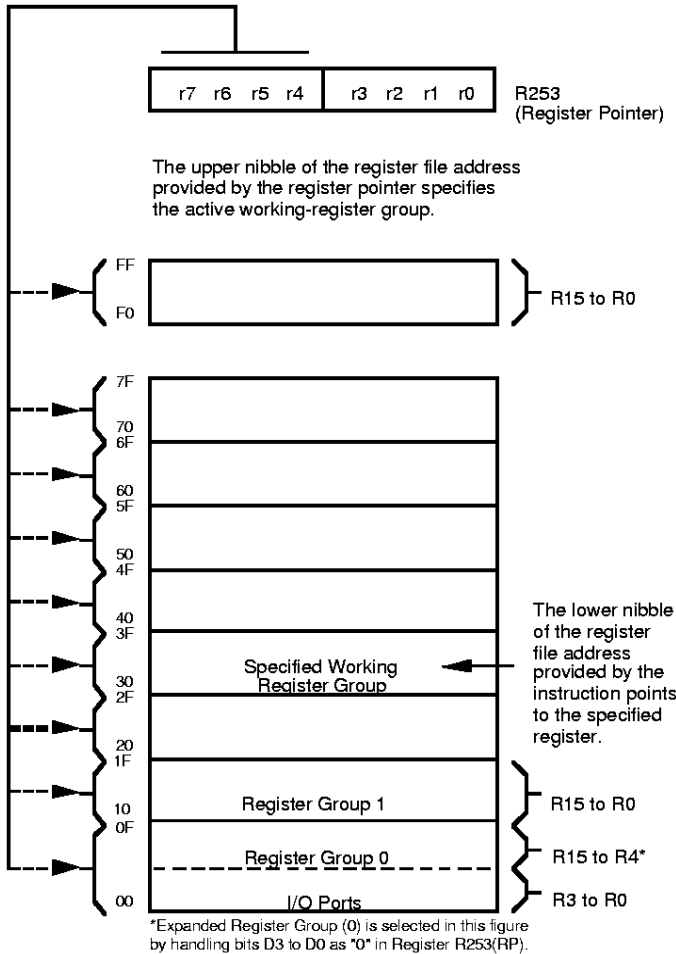 r7 r6 r5 r4 r3 r2 r1 r0
R253
(Register Pointer)
The upper nibble of the register file address
provided by the register pointer specifies
the active working-register group.
FF
F0
R15 to R0
7F
70
6F
60
5F
50
4F
40
3F
30
2F
20
1F
10
0F
00
Specified Working
Register Group
The lower nibble
of the register
file address
provided by the
instruction points
to the specified
register.
Register Group 1
R15 to R0
Register Group 0
R15 to R4*
I/O Ports
R3 to R0
*Expanded Register Group (0) is selected in this figure
by handling bits D3 to D0 as "0" in Register R253(RP).